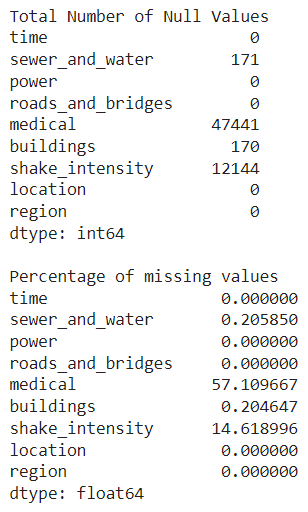 Total Number of Null Values
time                    0
sewer_and_water       171
power                   0
roads_and_bridges       0
medical             47441
buildings             170
shake_intensity     12144
location                0
region                  0
dtype: int64

Percentage of missing values
time                  0.000000
sewer_and_water       0.205850
power                 0.000000
roads_and_bridges     0.000000
medical              57.109667
buildings             0.204647
shake_intensity      14.618996
location              0.000000
region                0.000000
dtype: float64